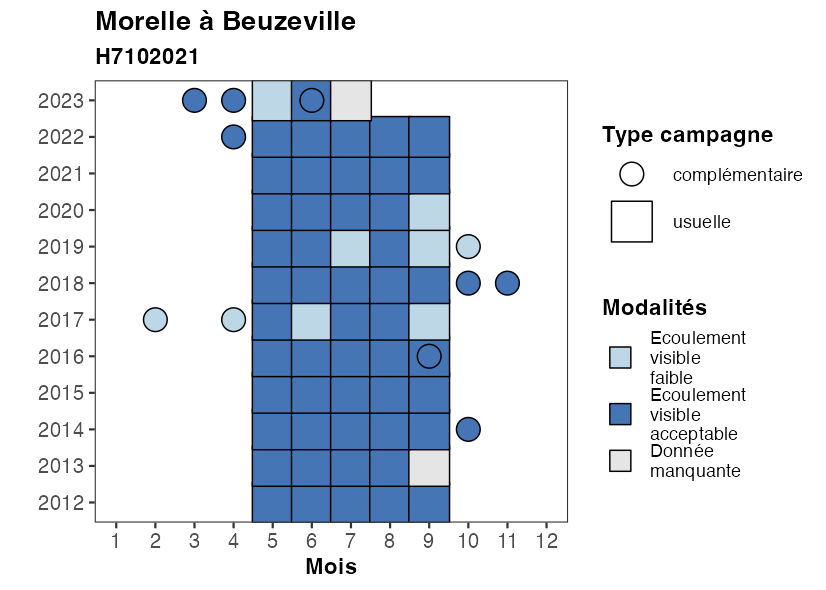 Morelle à Beuzeville
H7102021
2023
2022
2021
2020
2019
2018
2017
2016
2015
2014
2013
2012
1 2 3 4 5 6 7 8 9 10 11 12
Mois
Type campagne
complémentaire
usuelle
Modalités
Ecoulement
visible
faible
Ecoulement
visible
acceptable
Donnée
manquante